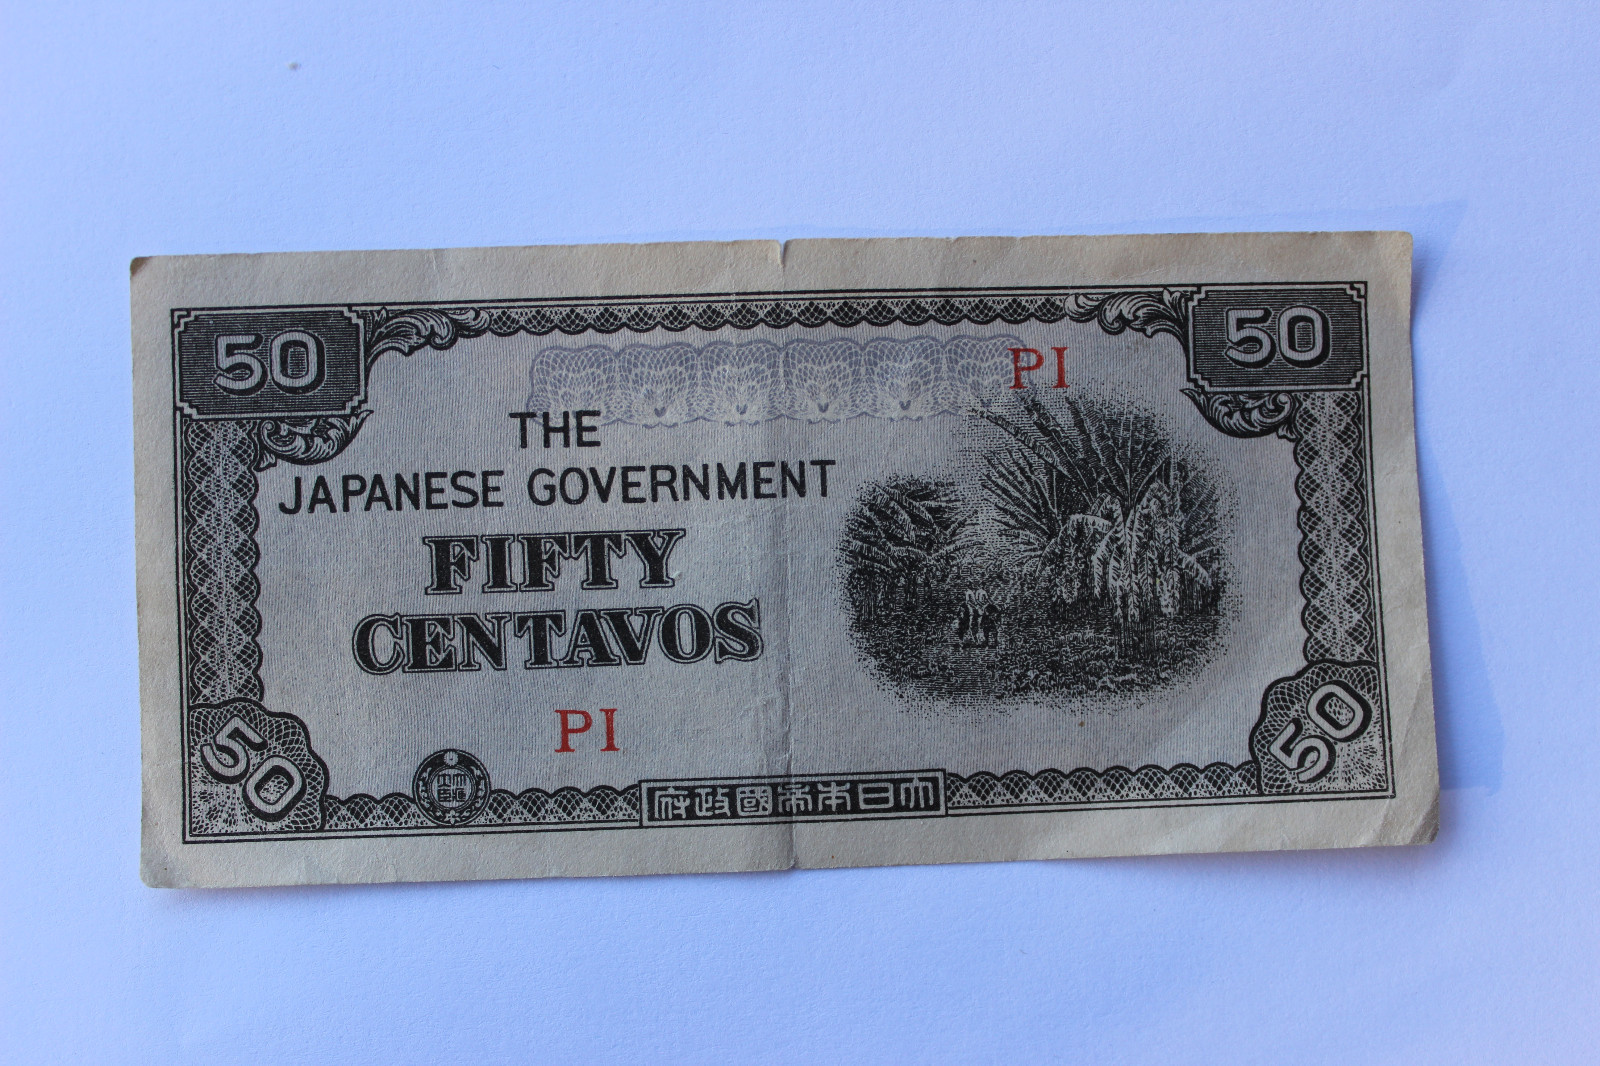 50
50
PI
THE
JAPANESE GOVERNMENT
FIFTY
CENTAVOS
PI
50
50
府政國帝本日大